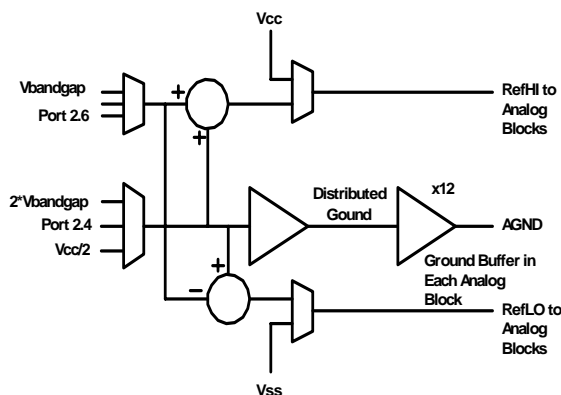 Vcc
Vbandgap
Port 2.6
+
+
RefHI to
Analog
Blocks
2*Vbandgap
Port 2.4
Vcc/2
Distributed
Gound
x12
AGND
Ground Buffer in
Each Analog
Block
+
-
RefLO to
Analog
Blocks
Vss